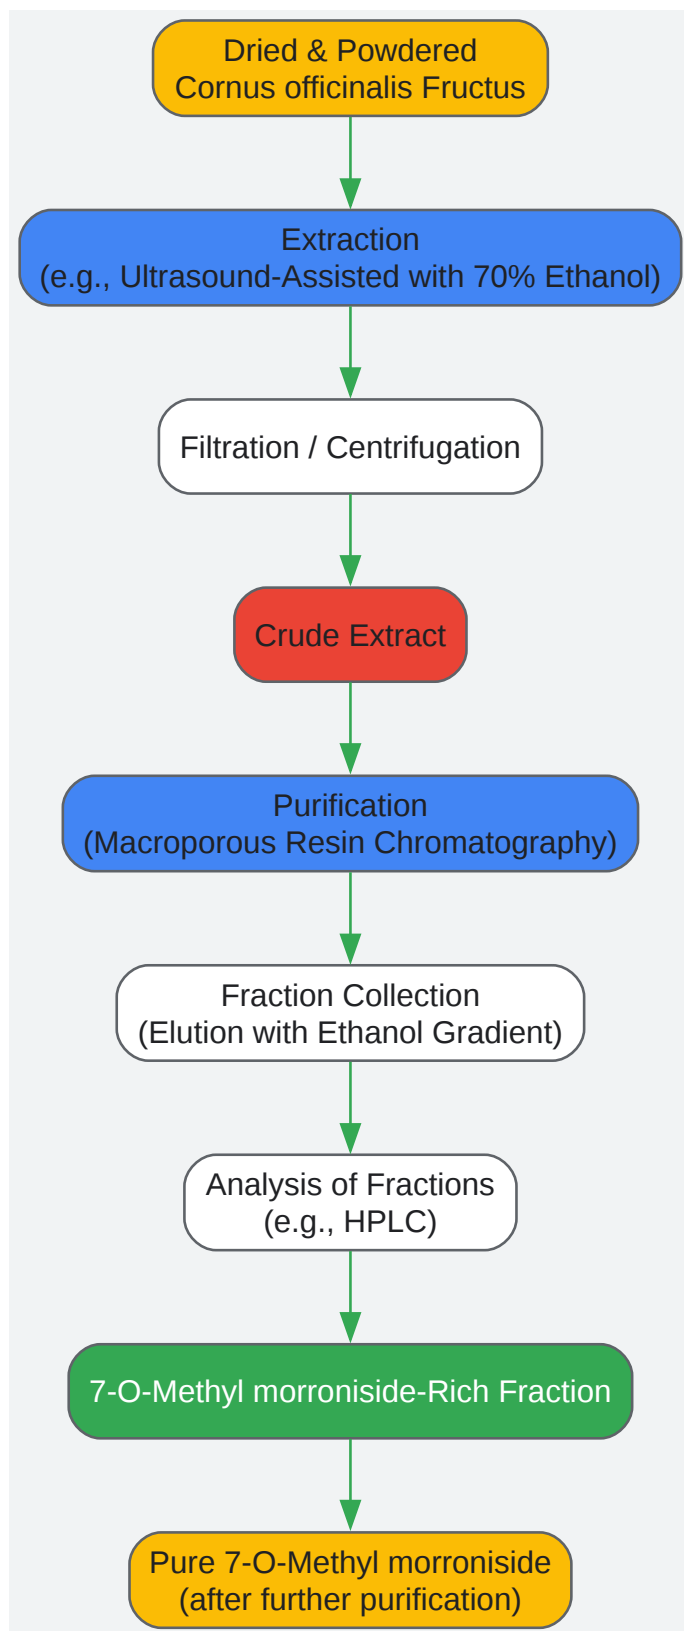 Dried & Powdered
Cornus officinalis Fructus
Extraction
(e.g., Ultrasound-Assisted with 70% Ethanol)
Filtration / Centrifugation
Crude Extract
Purification
(Macroporous Resin Chromatography)
Fraction Collection
(Elution with Ethanol Gradient)
Analysis of Fractions
(e.g., HPLC)
7-O-Methyl morroniside-Rich Fraction
Pure 7-O-Methyl morroniside
(after further purification)